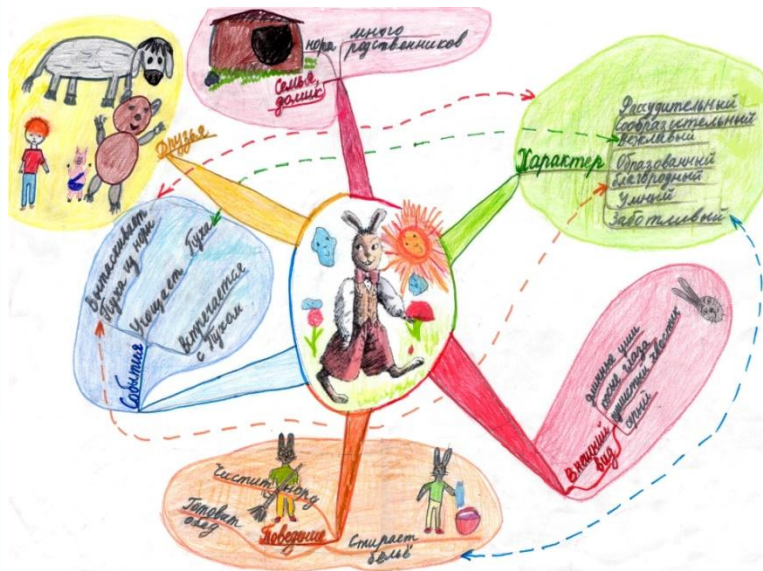 нора
много
родственников
Семья,
домик
Друзья
Характер
Рассудительный
Сообразительный
Вежливый
Образованный
Благородный
Умный
Заботливый
Вытаскивает
Пуха из норы
Угощает Пуха
Встречается
с Пухом
События
длинные уши
косые глаза
пушистый хвостик
серый
Внешний
вид
Чистит нору
Готовит
обед
Поведение
Стирает
бельё